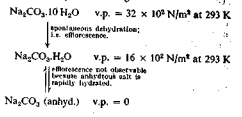 Na₂CO₃.10 H₂O v.p. = 32 × 10² N/m² at 293 K
spontaneous dehydration;
i.e. efflorescence.
Na₂CO₃.H₂O v.p. = 16 × 10² N/m² at 293 K
efflorescence not observable
because anhydrous salt is
rapidly hydrated.
Na₂CO₃ (anhyd.) v.p. = 0